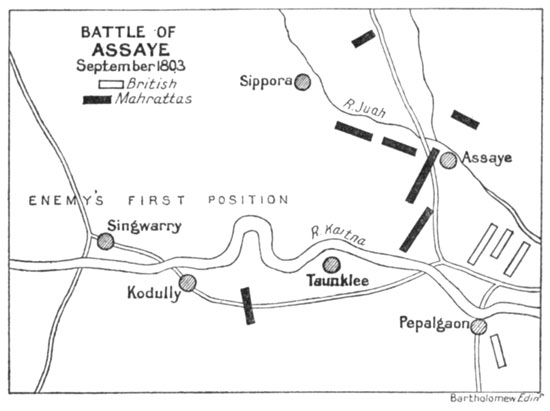 BATTLE OF
ASSAYE
September 1803
British
Mahrattas
Sippora
R. Juah
Assaye
ENEMY'S FIRST POSITION
Singwarry
R. Kaitna
Kodully
Taunklee
Pepalgaon
Bartholomew Edinr